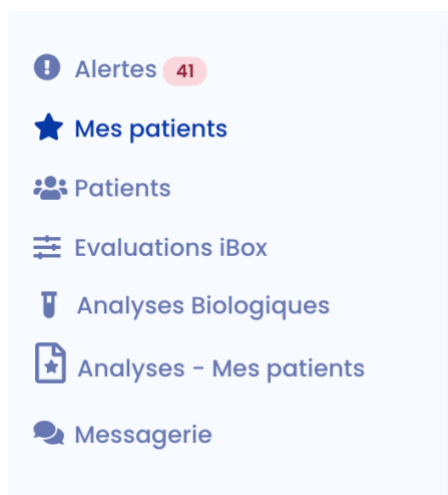 Alertes 41
Mes patients
Patients
Evaluations iBox
Analyses Biologiques
Analyses - Mes patients
Messagerie